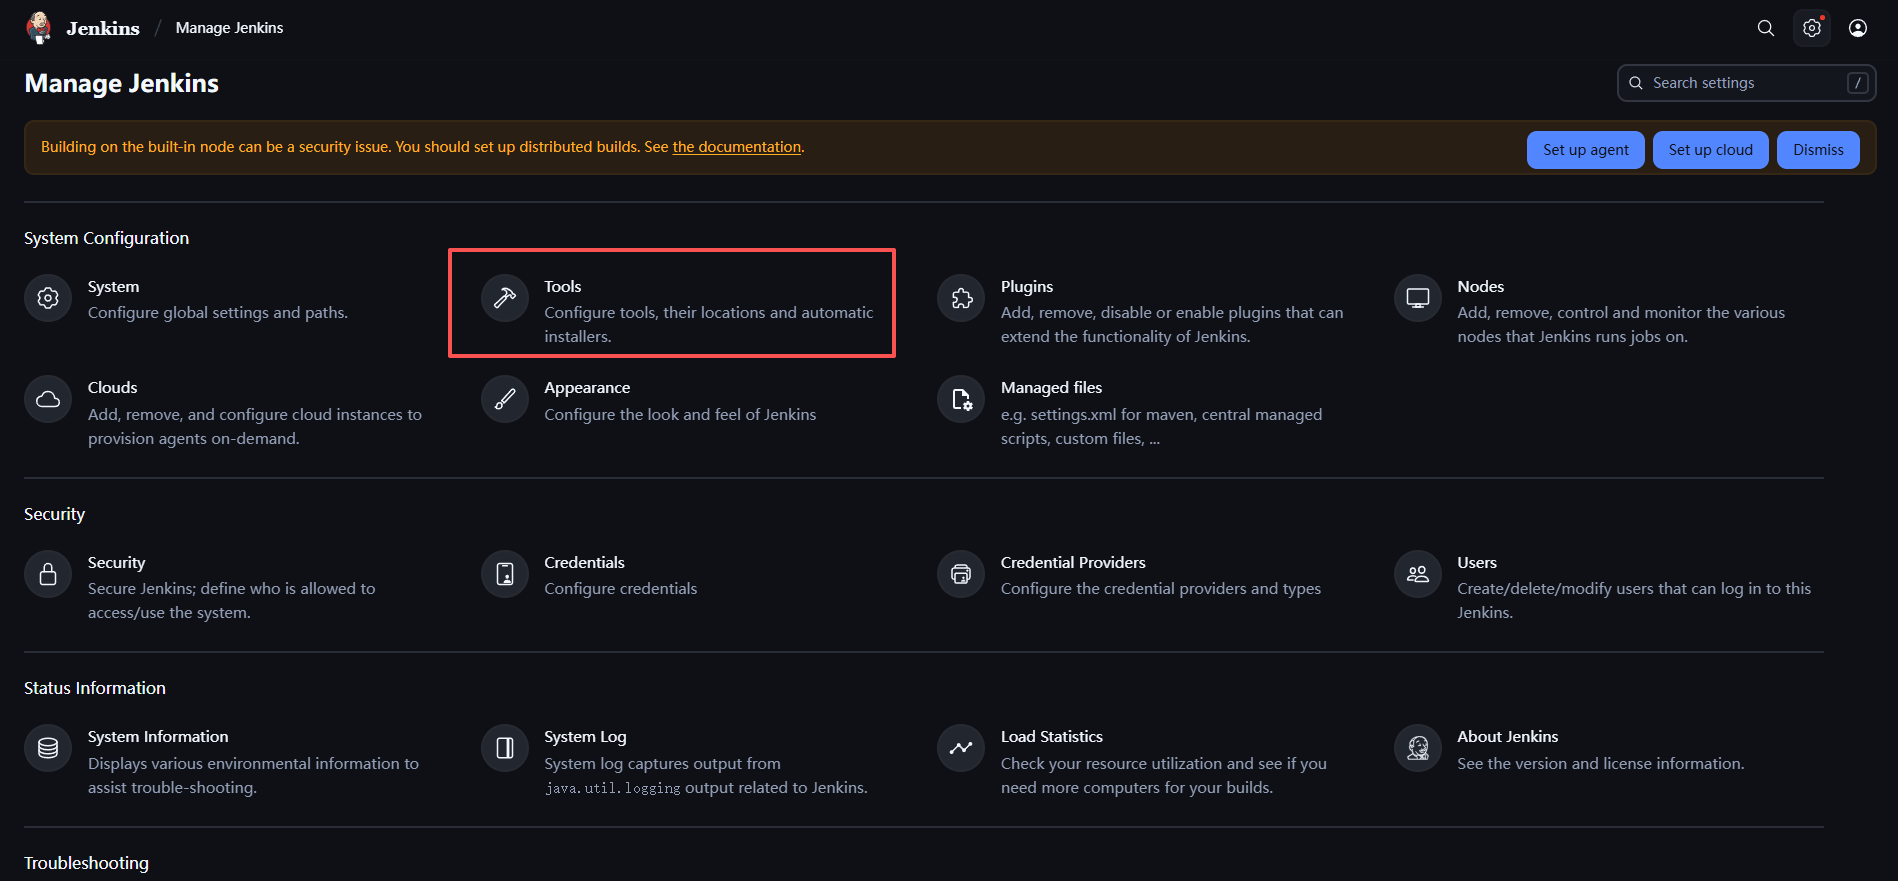 Jenkins / Manage Jenkins
Manage Jenkins
Search settings /
Building on the built-in node can be a security issue. You should set up distributed builds. See the documentation.
Set up agent
Set up cloud
Dismiss
System Configuration
System
Configure global settings and paths.
Tools
Configure tools, their locations and automatic
installers.
Plugins
Add, remove, disable or enable plugins that can
extend the functionality of Jenkins.
Nodes
Add, remove, control and monitor the various
nodes that Jenkins runs jobs on.
Clouds
Add, remove, and configure cloud instances to
provision agents on-demand.
Appearance
Configure the look and feel of Jenkins
Managed files
e.g. settings.xml for maven, central managed
scripts, custom files, ...
Security
Security
Secure Jenkins; define who is allowed to
access/use the system.
Credentials
Configure credentials
Credential Providers
Configure the credential providers and types
Users
Create/delete/modify users that can log in to this
Jenkins.
Status Information
System Information
Displays various environmental information to
assist trouble-shooting.
System Log
System log captures output from
java.util.logging output related to Jenkins.
Load Statistics
Check your resource utilization and see if you
need more computers for your builds.
About Jenkins
See the version and license information.
Troubleshooting